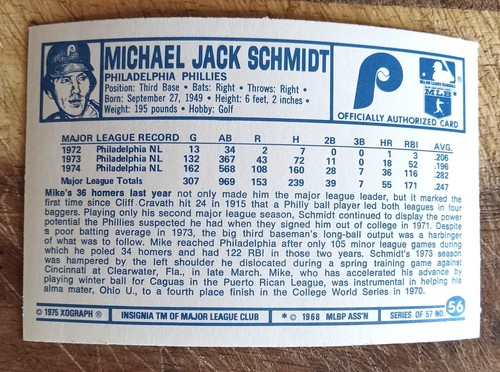 MICHAEL JACK SCHMIDT
PHILADELPHIA PHILLIES
Position: Third Base • Bats: Right • Throws: Right •
Born: September 27, 1949 • Height: 6 feet, 2 inches •
Weight: 195 pounds • Hobby: Golf
P
MAJOR LEAGUE BASEBALL
MLB
OFFICIALLY AUTHORIZED CARD
MAJOR LEAGUE RECORD G AB R H 2B 3B HR RBI AVG.
1972 Philadelphia NL 13 34 2 7 0 0 1 3 .206
1973 Philadelphia NL 132 367 43 72 11 0 18 52 .196
1974 Philadelphia NL 162 568 108 160 28 7 36 116 .282
Major League Totals 307 969 153 239 39 7 55 171 .247
Mike's 36 homers last year not only made him the major league leader, but it marked the
first time since Cliff Cravath hit 24 in 1915 that a Philly ball player led both leagues in four
baggers. Playing only his second major league season, Schmidt continued to display the power
potential the Phillies suspected he had when they signed him out of college in 1971. Despite
a poor batting average in 1973, the big third baseman's long-ball output was a harbinger
of what was to follow. Mike reached Philadelphia after only 105 minor league games during
which he poled 34 homers and had 122 RBI in those two years. Schmidt's 1973 season
was hampered by the left shoulder he dislocated during a spring training game against
Cincinnati at Clearwater, Fla., in late March. Mike, who has accelerated his advance by
playing winter ball for Caguas in the Puerto Rican League, was instrumental in helping his
alma mater, Ohio U., to a fourth place finish in the College World Series in 1970.
© 1975 XOGRAPH ® INSIGNIA TM OF MAJOR LEAGUE CLUB * © 1968 MLBP ASS'N SERIES OF 57 NO. 56